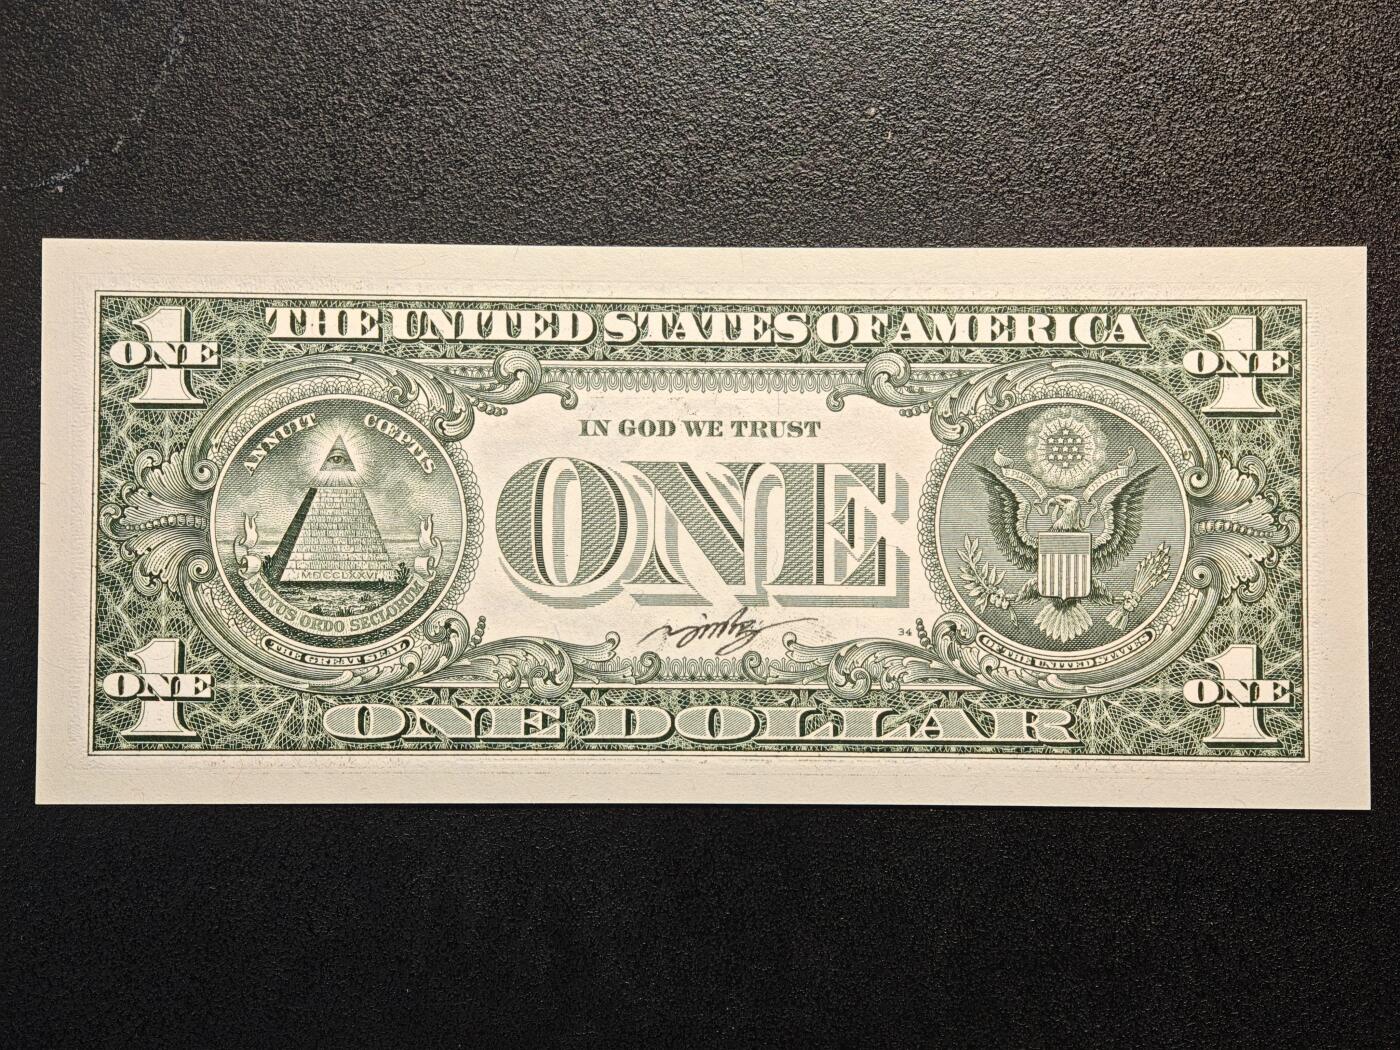 THE UNITED STATES OF AMERICA
1
ONE
1
ONE
ANNUIT CŒPTIS
IN GOD WE TRUST
ONE
MDCCLXXVI
NOVUS ORDO SECLORUM
THE GREAT SEAL
34
OF THE UNITED STATES
1
ONE
1
ONE
ONE DOLLAR